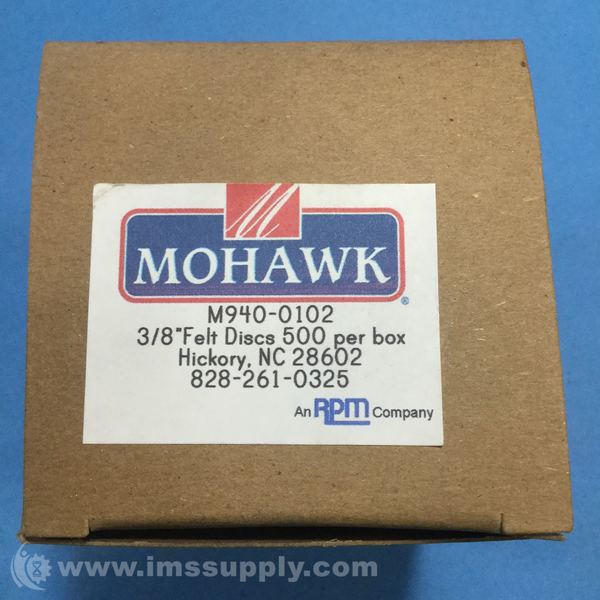 M
MOHAWK®
M940-0102
3/8"Felt Discs 500 per box
Hickory, NC 28602
828-261-0325
An RPM Company
www.imssupply.com